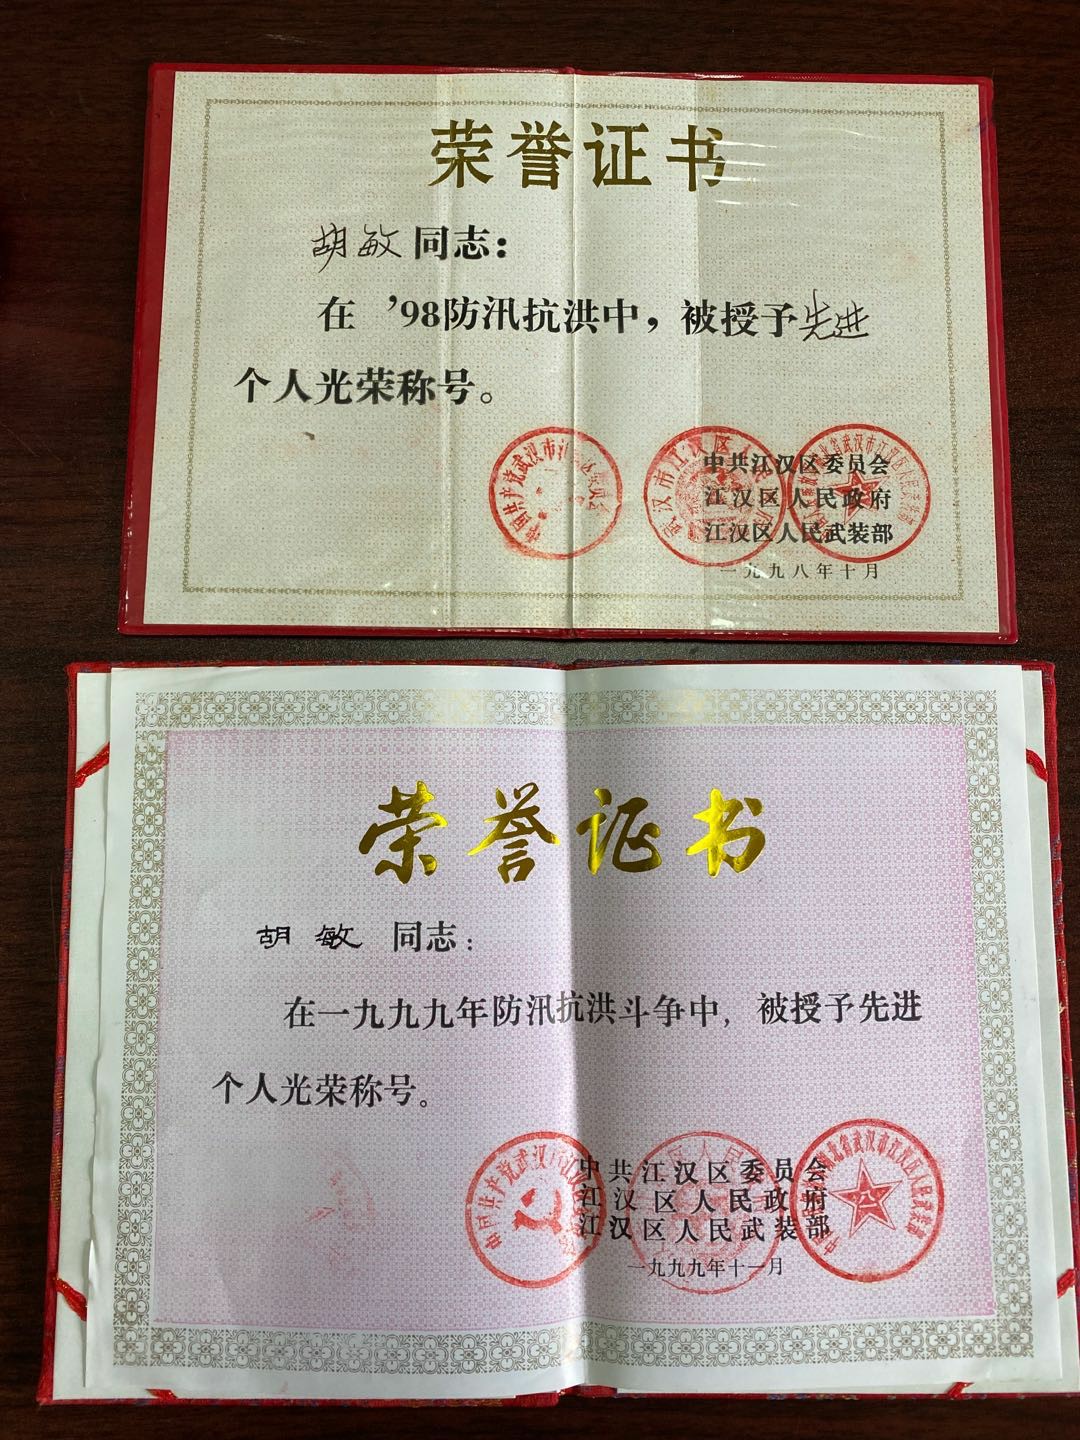 荣誉证书
胡敏同志：
在 '98防汛抗洪中，被授予先进
个人光荣称号。
中共江汉区委员会
江汉区人民政府
江汉区人民武装部
一九九八年十月
荣誉证书
胡敏 同志：
在一九九九年防汛抗洪斗争中，被授予先进
个人光荣称号。
中共江汉区委员会
江汉区人民政府
江汉区人民武装部
一九九九年十一月